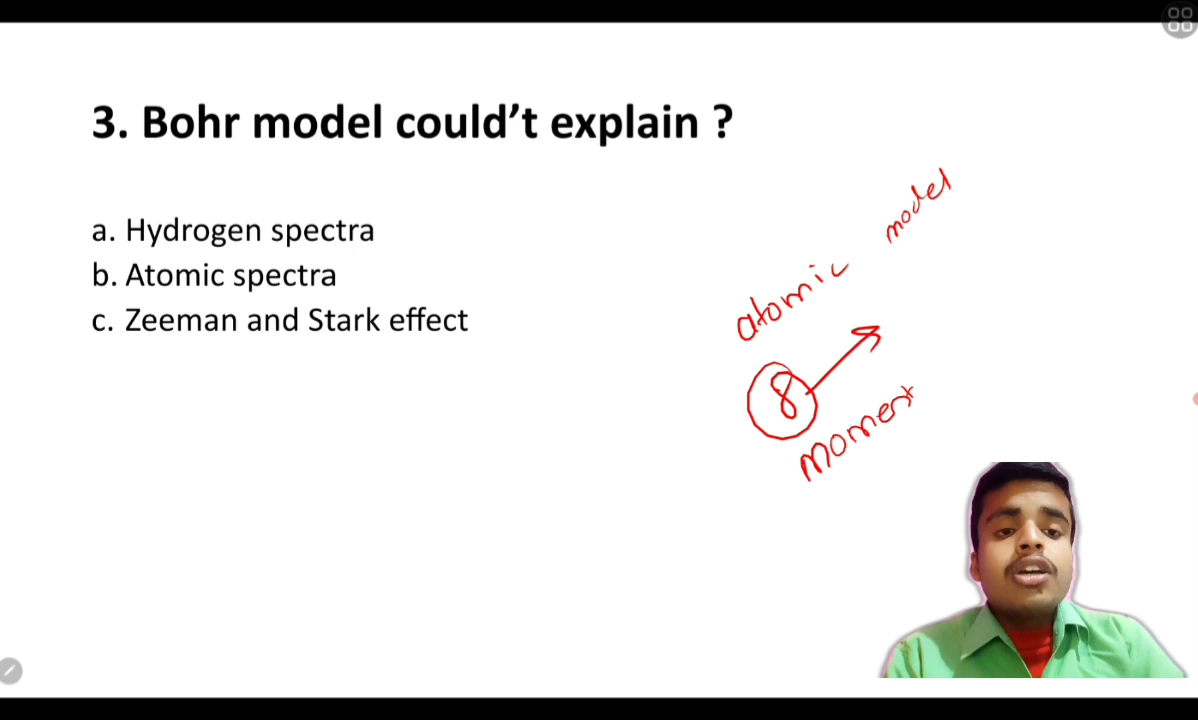 3. Bohr model could't explain ?
a. Hydrogen spectra
b. Atomic spectra
c. Zeeman and Stark effect
atomic model
8
moment